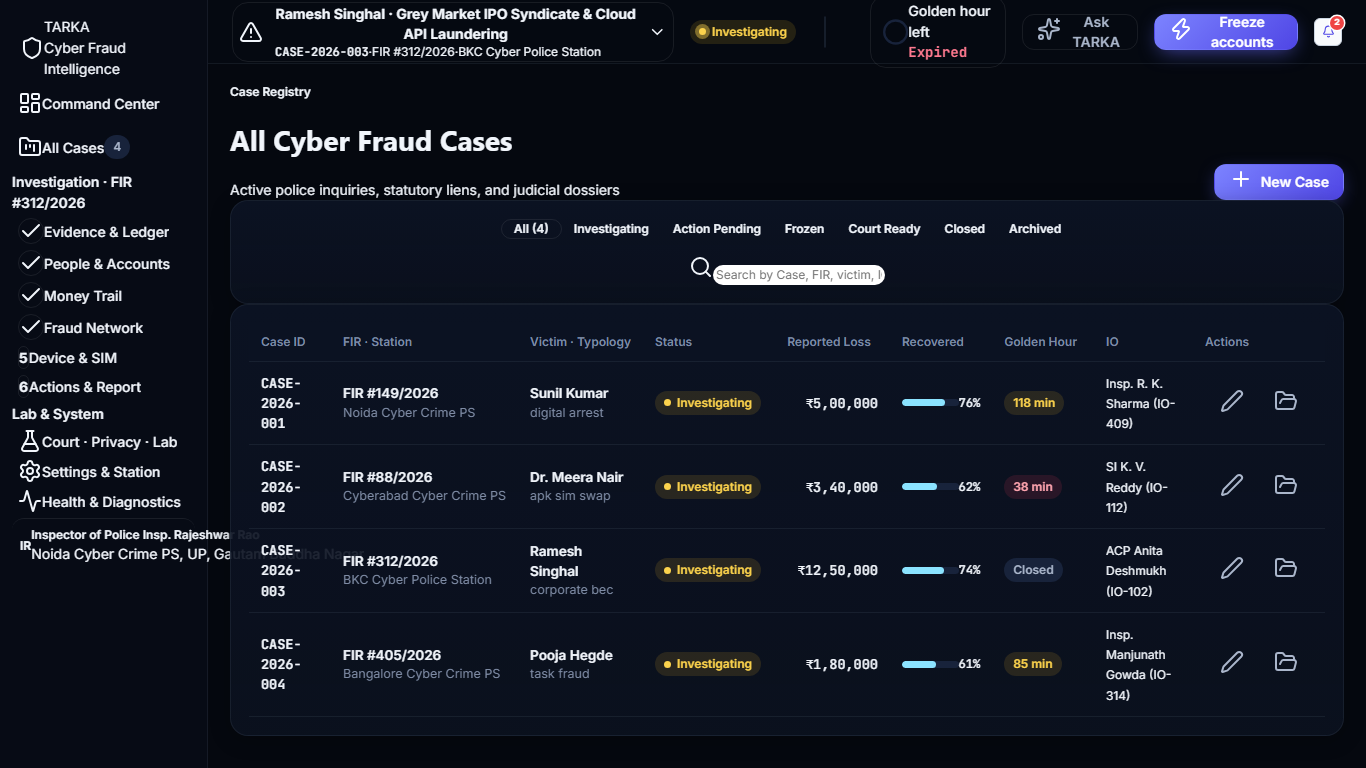 TARKA
Cyber Fraud
Intelligence
Command Center
All Cases 4
Investigation · FIR
#312/2026
Evidence & Ledger
People & Accounts
Money Trail
Fraud Network
5 Device & SIM
6 Actions & Report
Lab & System
Court · Privacy · Lab
Settings & Station
Health & Diagnostics
IR
Inspector of Police Insp. Rajeshwar Rao
Noida Cyber Crime PS, UP, Gautam Buddha Nagar
Ramesh Singhal · Grey Market IPO Syndicate & Cloud
API Laundering
CASE-2026-003·FIR #312/2026·BKC Cyber Police Station
Investigating
Golden hour
left
Expired
Ask
TARKA
Freeze
accounts
2
Case Registry
All Cyber Fraud Cases
Active police inquiries, statutory liens, and judicial dossiers
New Case
All (4) Investigating Action Pending Frozen Court Ready Closed Archived
Search by Case, FIR, victim, I
Case ID FIR · Station Victim · Typology Status Reported Loss Recovered Golden Hour IO Actions
CASE-
2026-
001
FIR #149/2026
Noida Cyber Crime PS
Sunil Kumar
digital arrest
Investigating
₹5,00,000
76%
118 min
Insp. R. K.
Sharma (IO-
409)
CASE-
2026-
002
FIR #88/2026
Cyberabad Cyber Crime PS
Dr. Meera Nair
apk sim swap
Investigating
₹3,40,000
62%
38 min
SI K. V.
Reddy (IO-
112)
CASE-
2026-
003
FIR #312/2026
BKC Cyber Police Station
Ramesh
Singhal
corporate bec
Investigating
₹12,50,000
74%
Closed
ACP Anita
Deshmukh
(IO-102)
CASE-
2026-
004
FIR #405/2026
Bangalore Cyber Crime PS
Pooja Hegde
task fraud
Investigating
₹1,80,000
61%
85 min
Insp.
Manjunath
Gowda (IO-
314)